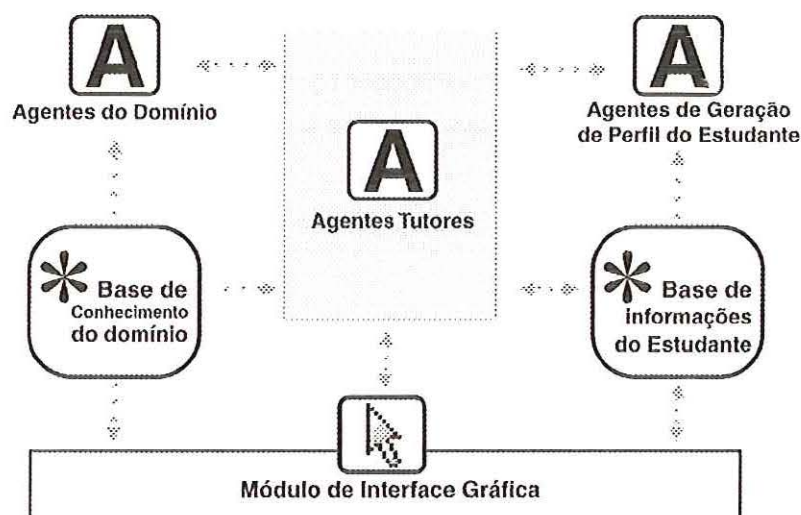 A
Agentes do Domínio
A
Agentes Tutores
A
Agentes de Geração
de Perfil do Estudante
* Base de
Conhecimento
do domínio
* Base de
informações
do Estudante
Módulo de Interface Gráfica